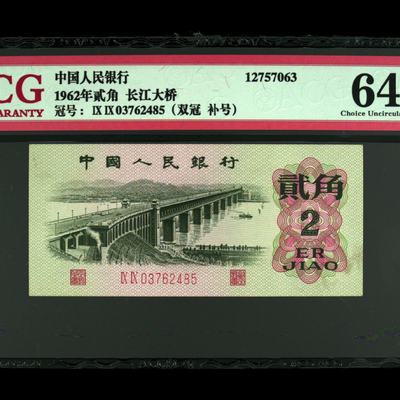 CG
ARANTY
中国人民银行
1962年贰角 长江大桥
冠号：IX IX 03762485（双冠 补号）
12757063
64
Choice Uncircula
中國人民銀行
貳角
2
ER
JIAO
IX IX 03762485